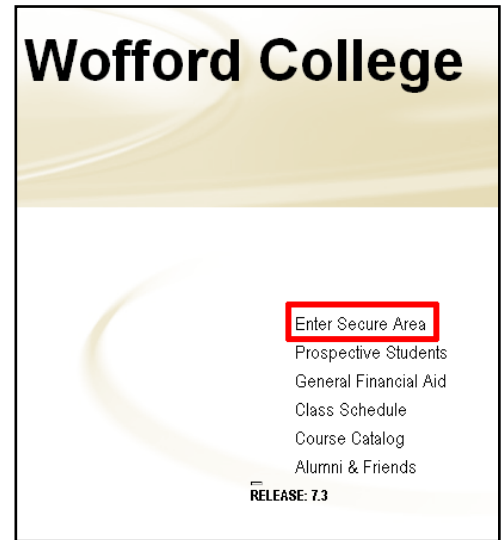 Wofford College
Enter Secure Area
Prospective Students
General Financial Aid
Class Schedule
Course Catalog
Alumni & Friends
RELEASE: 7.3